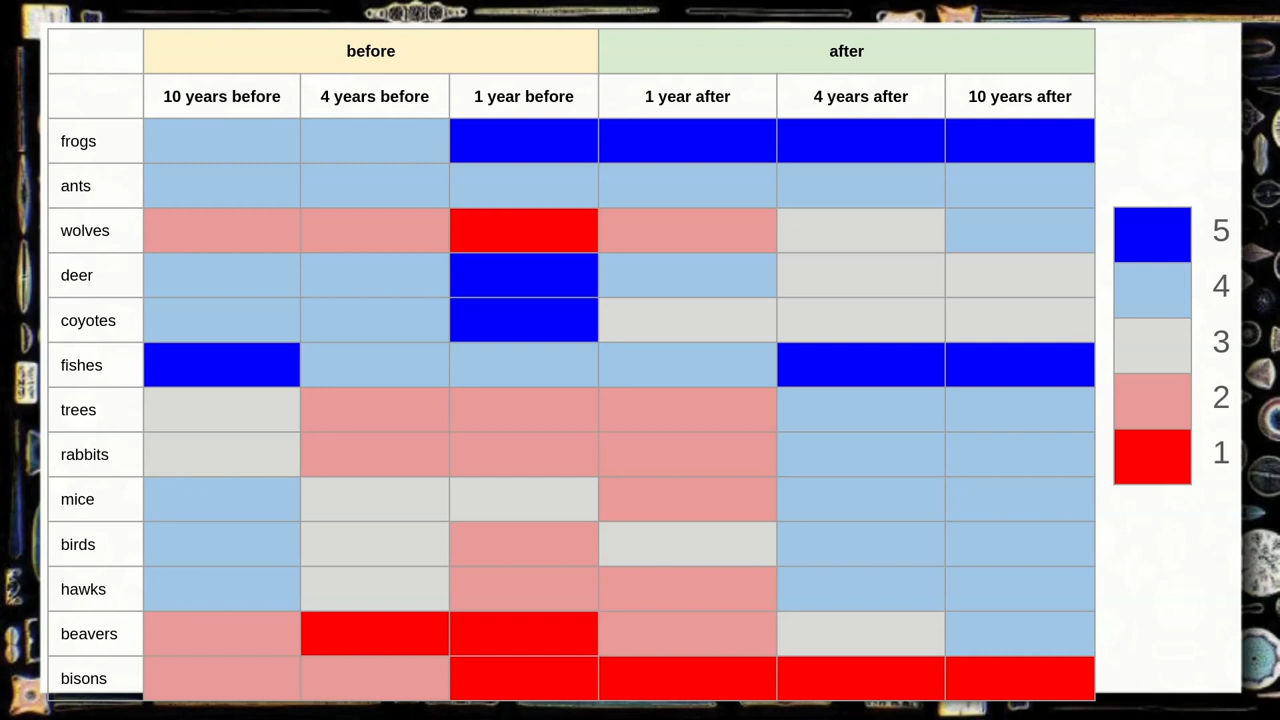 before after
10 years before 4 years before 1 year before 1 year after 4 years after 10 years after
frogs
ants
wolves
deer
coyotes
fishes
trees
rabbits
mice
birds
hawks
beavers
bisons
5
4
3
2
1